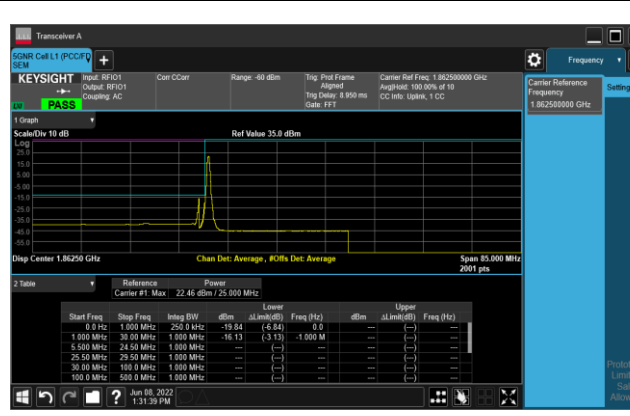 Transceiver A
5GNR Cell L1 (PCC/FD
SEM
+
Frequency
KEYSIGHT
Input: RFIO1
Output: RFIO1
Coupling: AC
Corr CCorr
Range: -60 dBm
Trig: Prot Frame
Aligned
Trig Delay: 8.950 ms
Gate: FFT
Carrier Ref Freq: 1.862500000 GHz
Avg|Hold: 100.00% of 10
CC Info: Uplink, 1 CC
PASS
Carrier Reference
Frequency
1.862500000 GHz
Setting
1 Graph
Scale/Div 10 dB
Ref Value 35.0 dBm
Log
25.0
15.0
5.00
-5.00
-15.0
-25.0
-35.0
-45.0
-55.0
Disp Center 1.86250 GHz
Chan Det: Average , #Offs Det: Average
Span 85.000 MHz
2001 pts
2 Table
Reference Power
Carrier #1: Max 22.46 dBm / 25.000 MHz
Lower Upper
Start Freq Stop Freq Integ BW dBm ΔLimit(dB) Freq (Hz) dBm ΔLimit(dB) Freq (Hz)
0.0 Hz 1.000 MHz 250.0 kHz -19.84 (-6.84) 0.0 --- (---) ---
1.000 MHz 30.00 MHz 1.000 MHz -16.13 (-3.13) -1.000 M --- (---) ---
5.500 MHz 24.50 MHz 1.000 MHz --- (---) --- (---) ---
25.50 MHz 29.50 MHz 1.000 MHz --- (---) --- (---) ---
30.00 MHz 100.0 MHz 1.000 MHz --- (---) --- (---) ---
100.0 MHz 500.0 MHz 1.000 MHz --- (---) --- (---) ---
Limi
Allow
?
Jun 08, 2022
1:31:39 PM